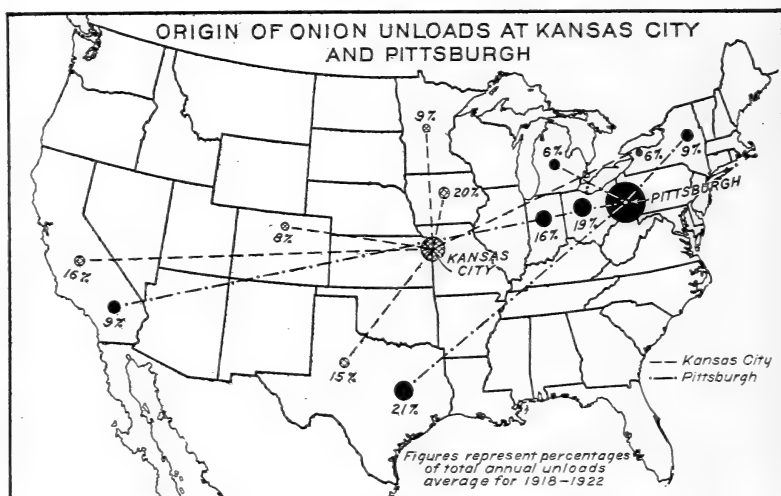 ORIGIN OF ONION UNLOADS AT KANSAS CITY
AND PITTSBURGH
9%
6%
6%
9%
20%
PITTSBURGH
8%
16%
19%
KANSAS
CITY
16%
9%
15%
21%
Kansas City
Pittsburgh
Figures represent percentages
of total annual unloads
average for 1918-1922